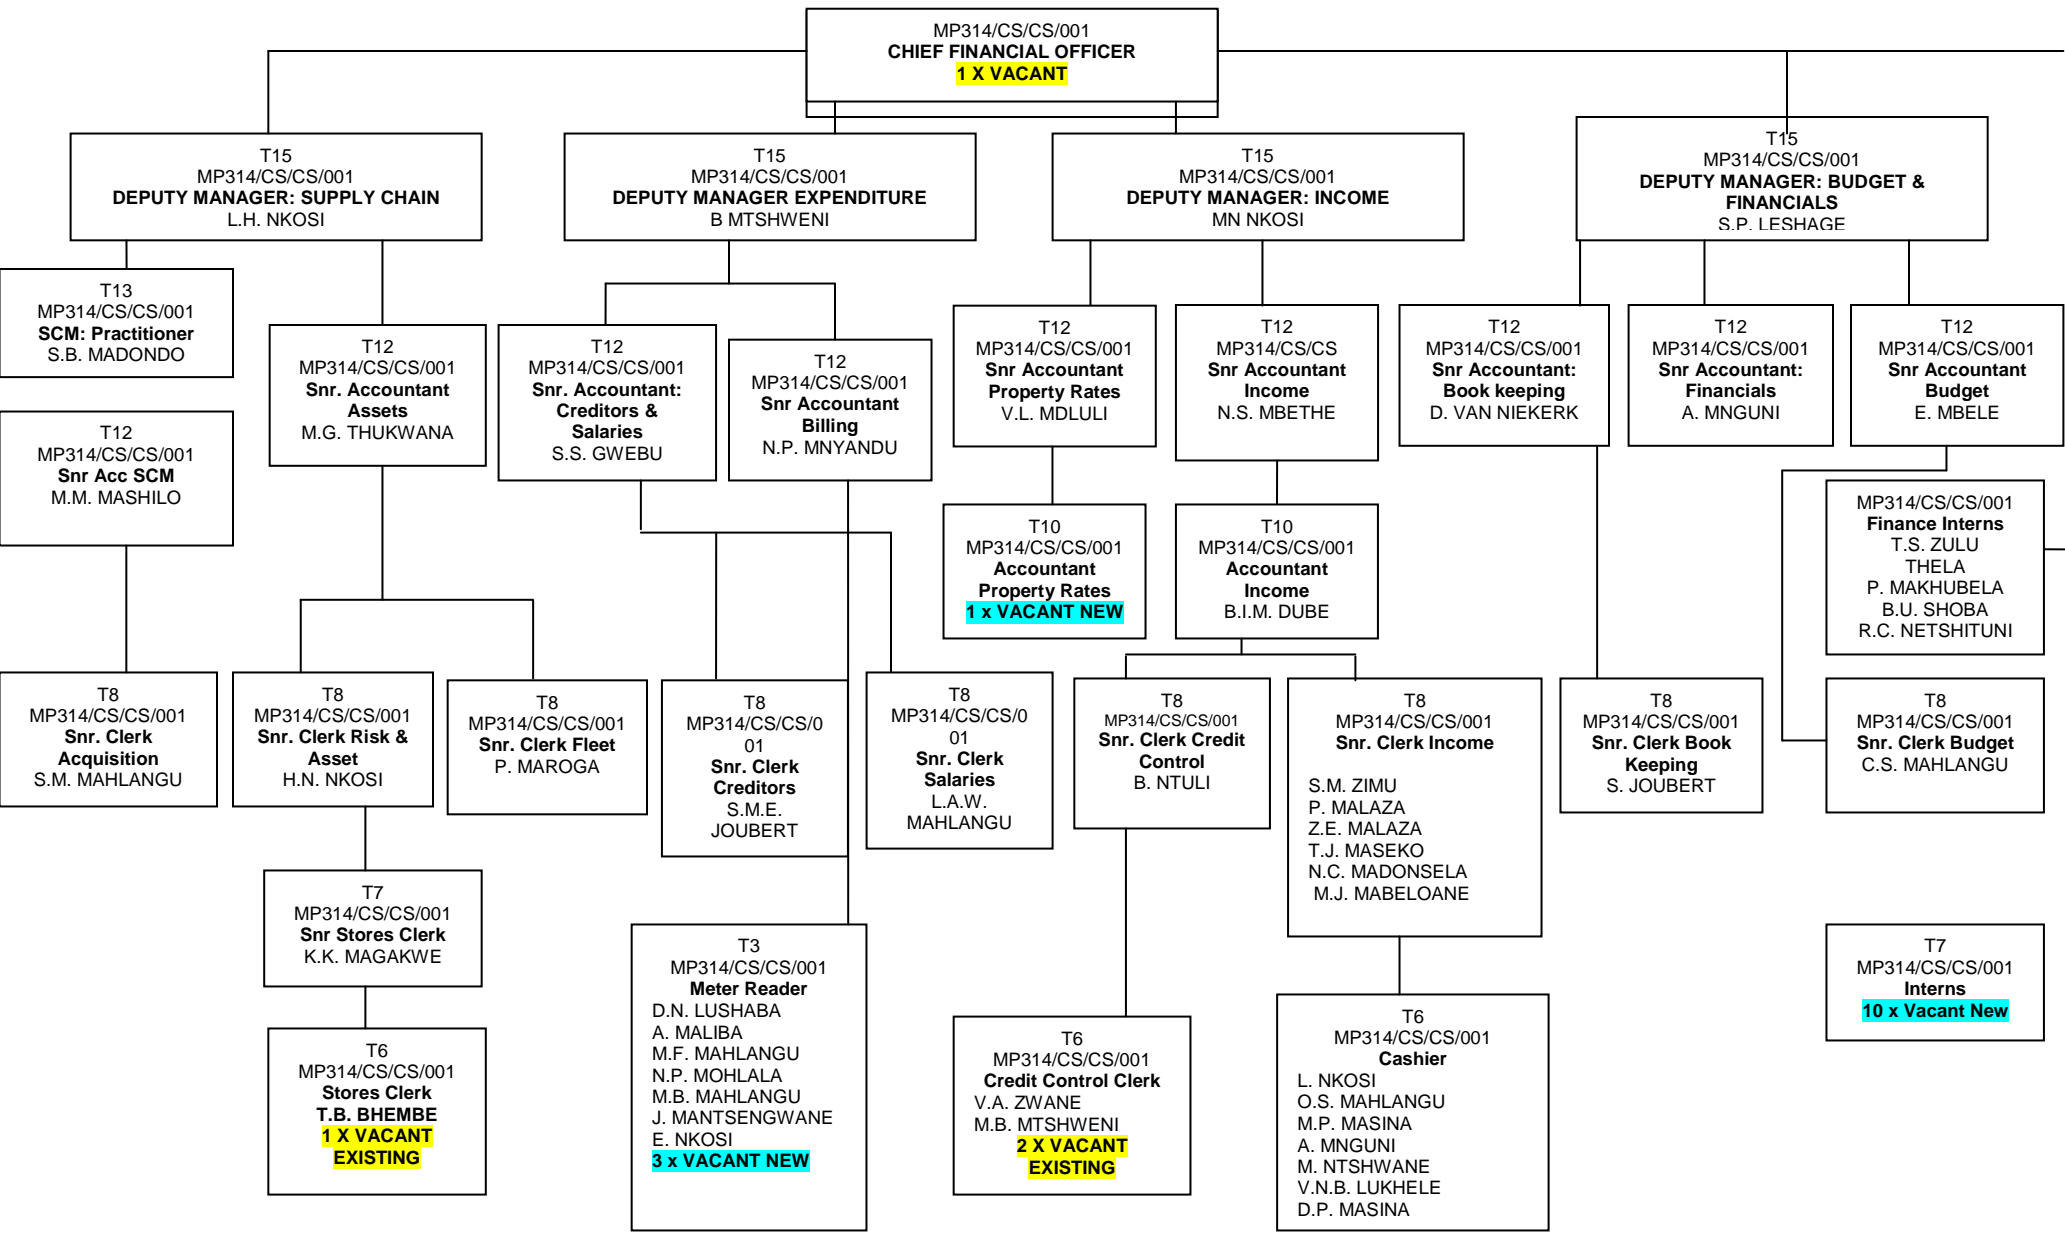 MP314/CS/CS/001
CHIEF FINANCIAL OFFICER
1 X VACANT
T15
MP314/CS/CS/001
DEPUTY MANAGER: SUPPLY CHAIN
L.H. NKOSI
T15
MP314/CS/CS/001
DEPUTY MANAGER EXPENDITURE
B MTSHWENI
T15
MP314/CS/CS/001
DEPUTY MANAGER: INCOME
MN NKOSI
T15
MP314/CS/CS/001
DEPUTY MANAGER: BUDGET &
FINANCIALS
S.P. LESHAGE
T13
MP314/CS/CS/001
SCM: Practitioner
S.B. MADONDO
T12
MP314/CS/CS/001
Snr. Accountant
Assets
M.G. THUKWANA
T12
MP314/CS/CS/001
Snr. Accountant:
Creditors &
Salaries
S.S. GWEBU
T12
MP314/CS/CS/001
Snr Accountant
Billing
N.P. MNYANDU
T12
MP314/CS/CS/001
Snr Accountant
Property Rates
V.L. MDLULI
T12
MP314/CS/CS
Snr Accountant
Income
N.S. MBETHE
T12
MP314/CS/CS/001
Snr Accountant:
Book keeping
D. VAN NIEKERK
T12
MP314/CS/CS/001
Snr Accountant:
Financials
A. MNGUNI
T12
MP314/CS/CS/001
Snr Accountant
Budget
E. MBELE
T12
MP314/CS/CS/001
Snr Acc SCM
M.M. MASHILO
T10
MP314/CS/CS/001
Accountant
Property Rates
1 x VACANT NEW
T10
MP314/CS/CS/001
Accountant
Income
B.I.M. DUBE
MP314/CS/CS/001
Finance Interns
T.S. ZULU
THELA
P. MAKHUBELA
B.U. SHOBA
R.C. NETSHITUNI
T8
MP314/CS/CS/001
Snr. Clerk
Acquisition
S.M. MAHLANGU
T8
MP314/CS/CS/001
Snr. Clerk Risk &
Asset
H.N. NKOSI
T8
MP314/CS/CS/001
Snr. Clerk Fleet
P. MAROGA
T8
MP314/CS/CS/0
01
Snr. Clerk
Creditors
S.M.E.
JOUBERT
T8
MP314/CS/CS/0
01
Snr. Clerk
Salaries
L.A.W.
MAHLANGU
T8
MP314/CS/CS/001
Snr. Clerk Credit
Control
B. NTULI
T8
MP314/CS/CS/001
Snr. Clerk Income
S.M. ZIMU
P. MALAZA
Z.E. MALAZA
T.J. MASEKO
N.C. MADONSELA
M.J. MABELOANE
T8
MP314/CS/CS/001
Snr. Clerk Book
Keeping
S. JOUBERT
T8
MP314/CS/CS/001
Snr. Clerk Budget
C.S. MAHLANGU
T7
MP314/CS/CS/001
Snr Stores Clerk
K.K. MAGAKWE
T3
MP314/CS/CS/001
Meter Reader
D.N. LUSHABA
A. MALIBA
M.F. MAHLANGU
N.P. MOHLALA
M.B. MAHLANGU
J. MANTSENGWANE
E. NKOSI
3 x VACANT NEW
T7
MP314/CS/CS/001
Interns
10 x Vacant New
T6
MP314/CS/CS/001
Stores Clerk
T.B. BHEMBE
1 X VACANT
EXISTING
T6
MP314/CS/CS/001
Credit Control Clerk
V.A. ZWANE
M.B. MTSHWENI
2 X VACANT
EXISTING
T6
MP314/CS/CS/001
Cashier
L. NKOSI
O.S. MAHLANGU
M.P. MASINA
A. MNGUNI
M. NTSHWANE
V.N.B. LUKHELE
D.P. MASINA